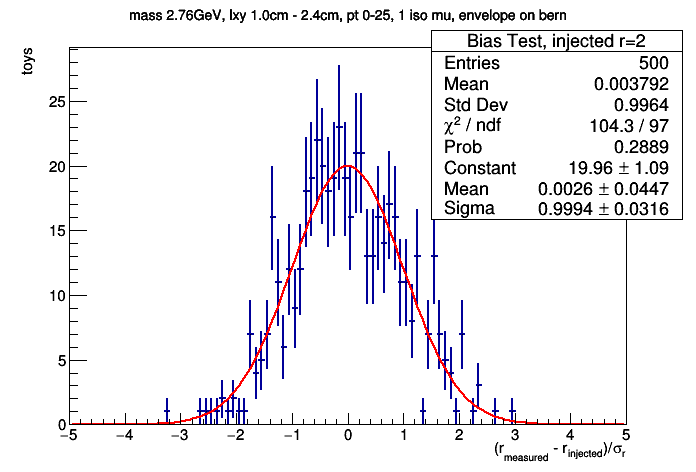 mass 2.76GeV, lxy 1.0cm - 2.4cm, pt 0-25, 1 iso mu, envelope on bern
Bias Test, injected r=2
Entries 500
Mean 0.003792
Std Dev 0.9964
χ² / ndf 104.3 / 97
Prob 0.2889
Constant 19.96 ± 1.09
Mean 0.0026 ± 0.0447
Sigma 0.9994 ± 0.0316
toys
25
20
15
10
5
0
−5 −4 −3 −2 −1 0 1 2 3 4 5
(r_measured - r_injected)/σ_r